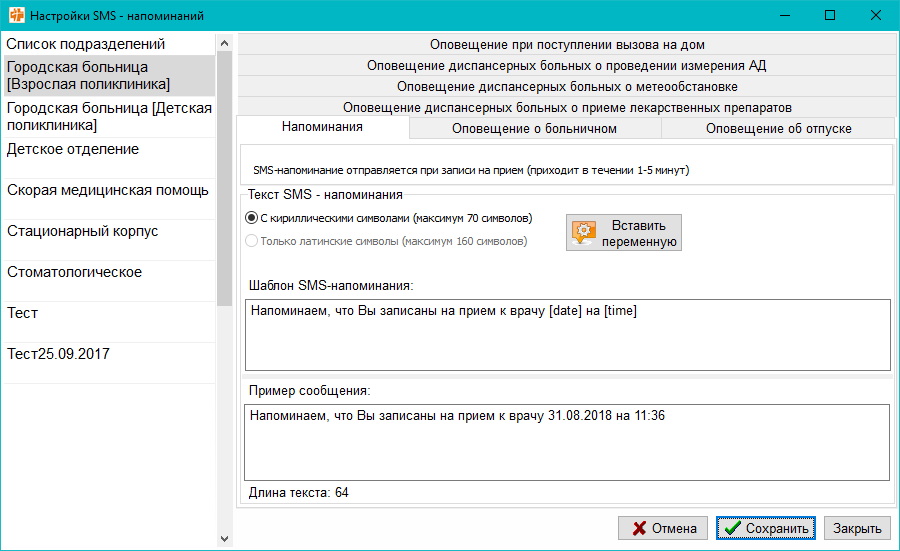 Настройки SMS - напоминаний
Список подразделений
Городская больница
[Взрослая поликлиника]
Городская больница [Детская
поликлиника]
Детское отделение
Скорая медицинская помощь
Стационарный корпус
Стоматологическое
Тест
Тест25.09.2017
Оповещение при поступлении вызова на дом
Оповещение диспансерных больных о проведении измерения АД
Оповещение диспансерных больных о метеообстановке
Оповещение диспансерных больных о приеме лекарственных препаратов
Напоминания
Оповещение о больничном
Оповещение об отпуске
SMS-напоминание отправляется при записи на прием (приходит в течении 1-5 минут)
Текст SMS - напоминания
С кириллическими символами (максимум 70 символов)
Только латинские символы (максимум 160 символов)
Вставить
переменную
Шаблон SMS-напоминания:
Напоминаем, что Вы записаны на прием к врачу [date] на [time]
Пример сообщения:
Напоминаем, что Вы записаны на прием к врачу 31.08.2018 на 11:36
Длина текста: 64
Отмена
Сохранить
Закрыть